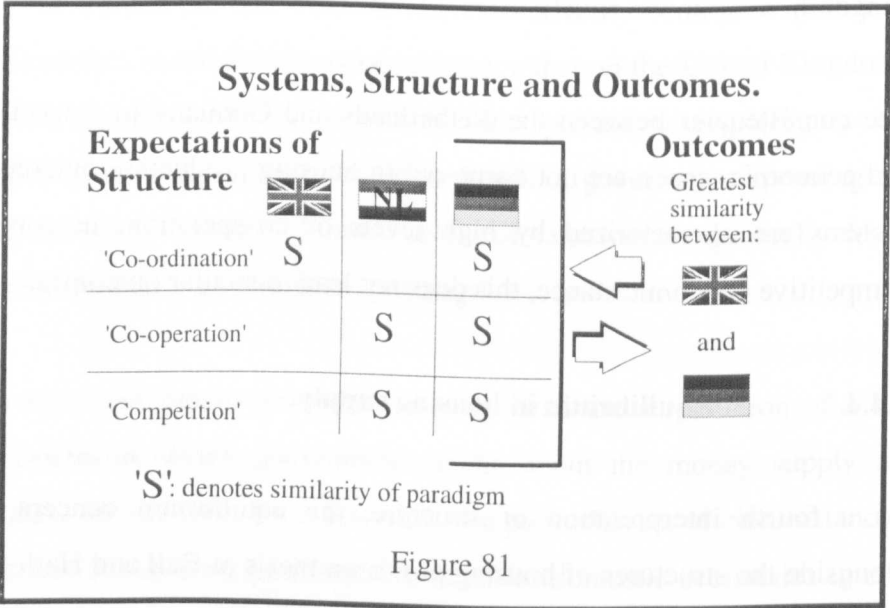 Systems, Structure and Outcomes.
Expectations of
Structure
NL
'Co-ordination' S S
'Co-operation' S S
'Competition' S S
'S': denotes similarity of paradigm
Outcomes
Greatest
similarity
between:
and
Figure 81